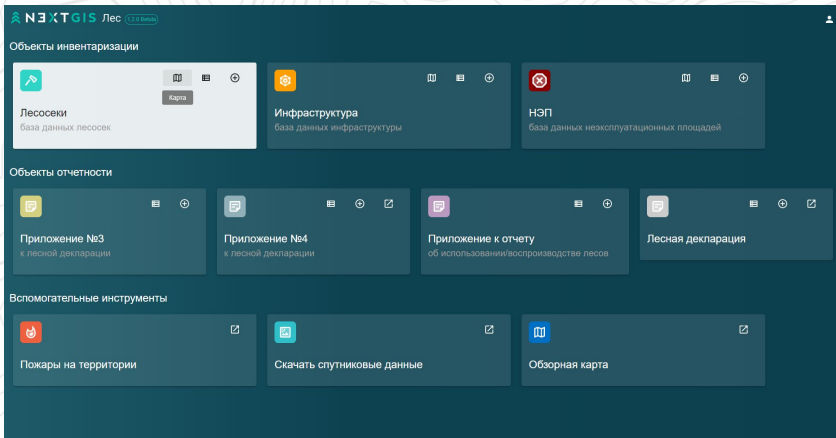 NEXTGIS Лес 1.2.0 Betula
Объекты инвентаризации
Карта
Лесосеки
база данных лесосек
Инфраструктура
база данных инфраструктуры
НЭП
база данных неэксплуатационных площадей
Объекты отчетности
Приложение №3
к лесной декларации
Приложение №4
к лесной декларации
Приложение к отчету
об использовании/воспроизводстве лесов
Лесная декларация
Вспомогательные инструменты
Пожары на территории
Скачать спутниковые данные
Обзорная карта